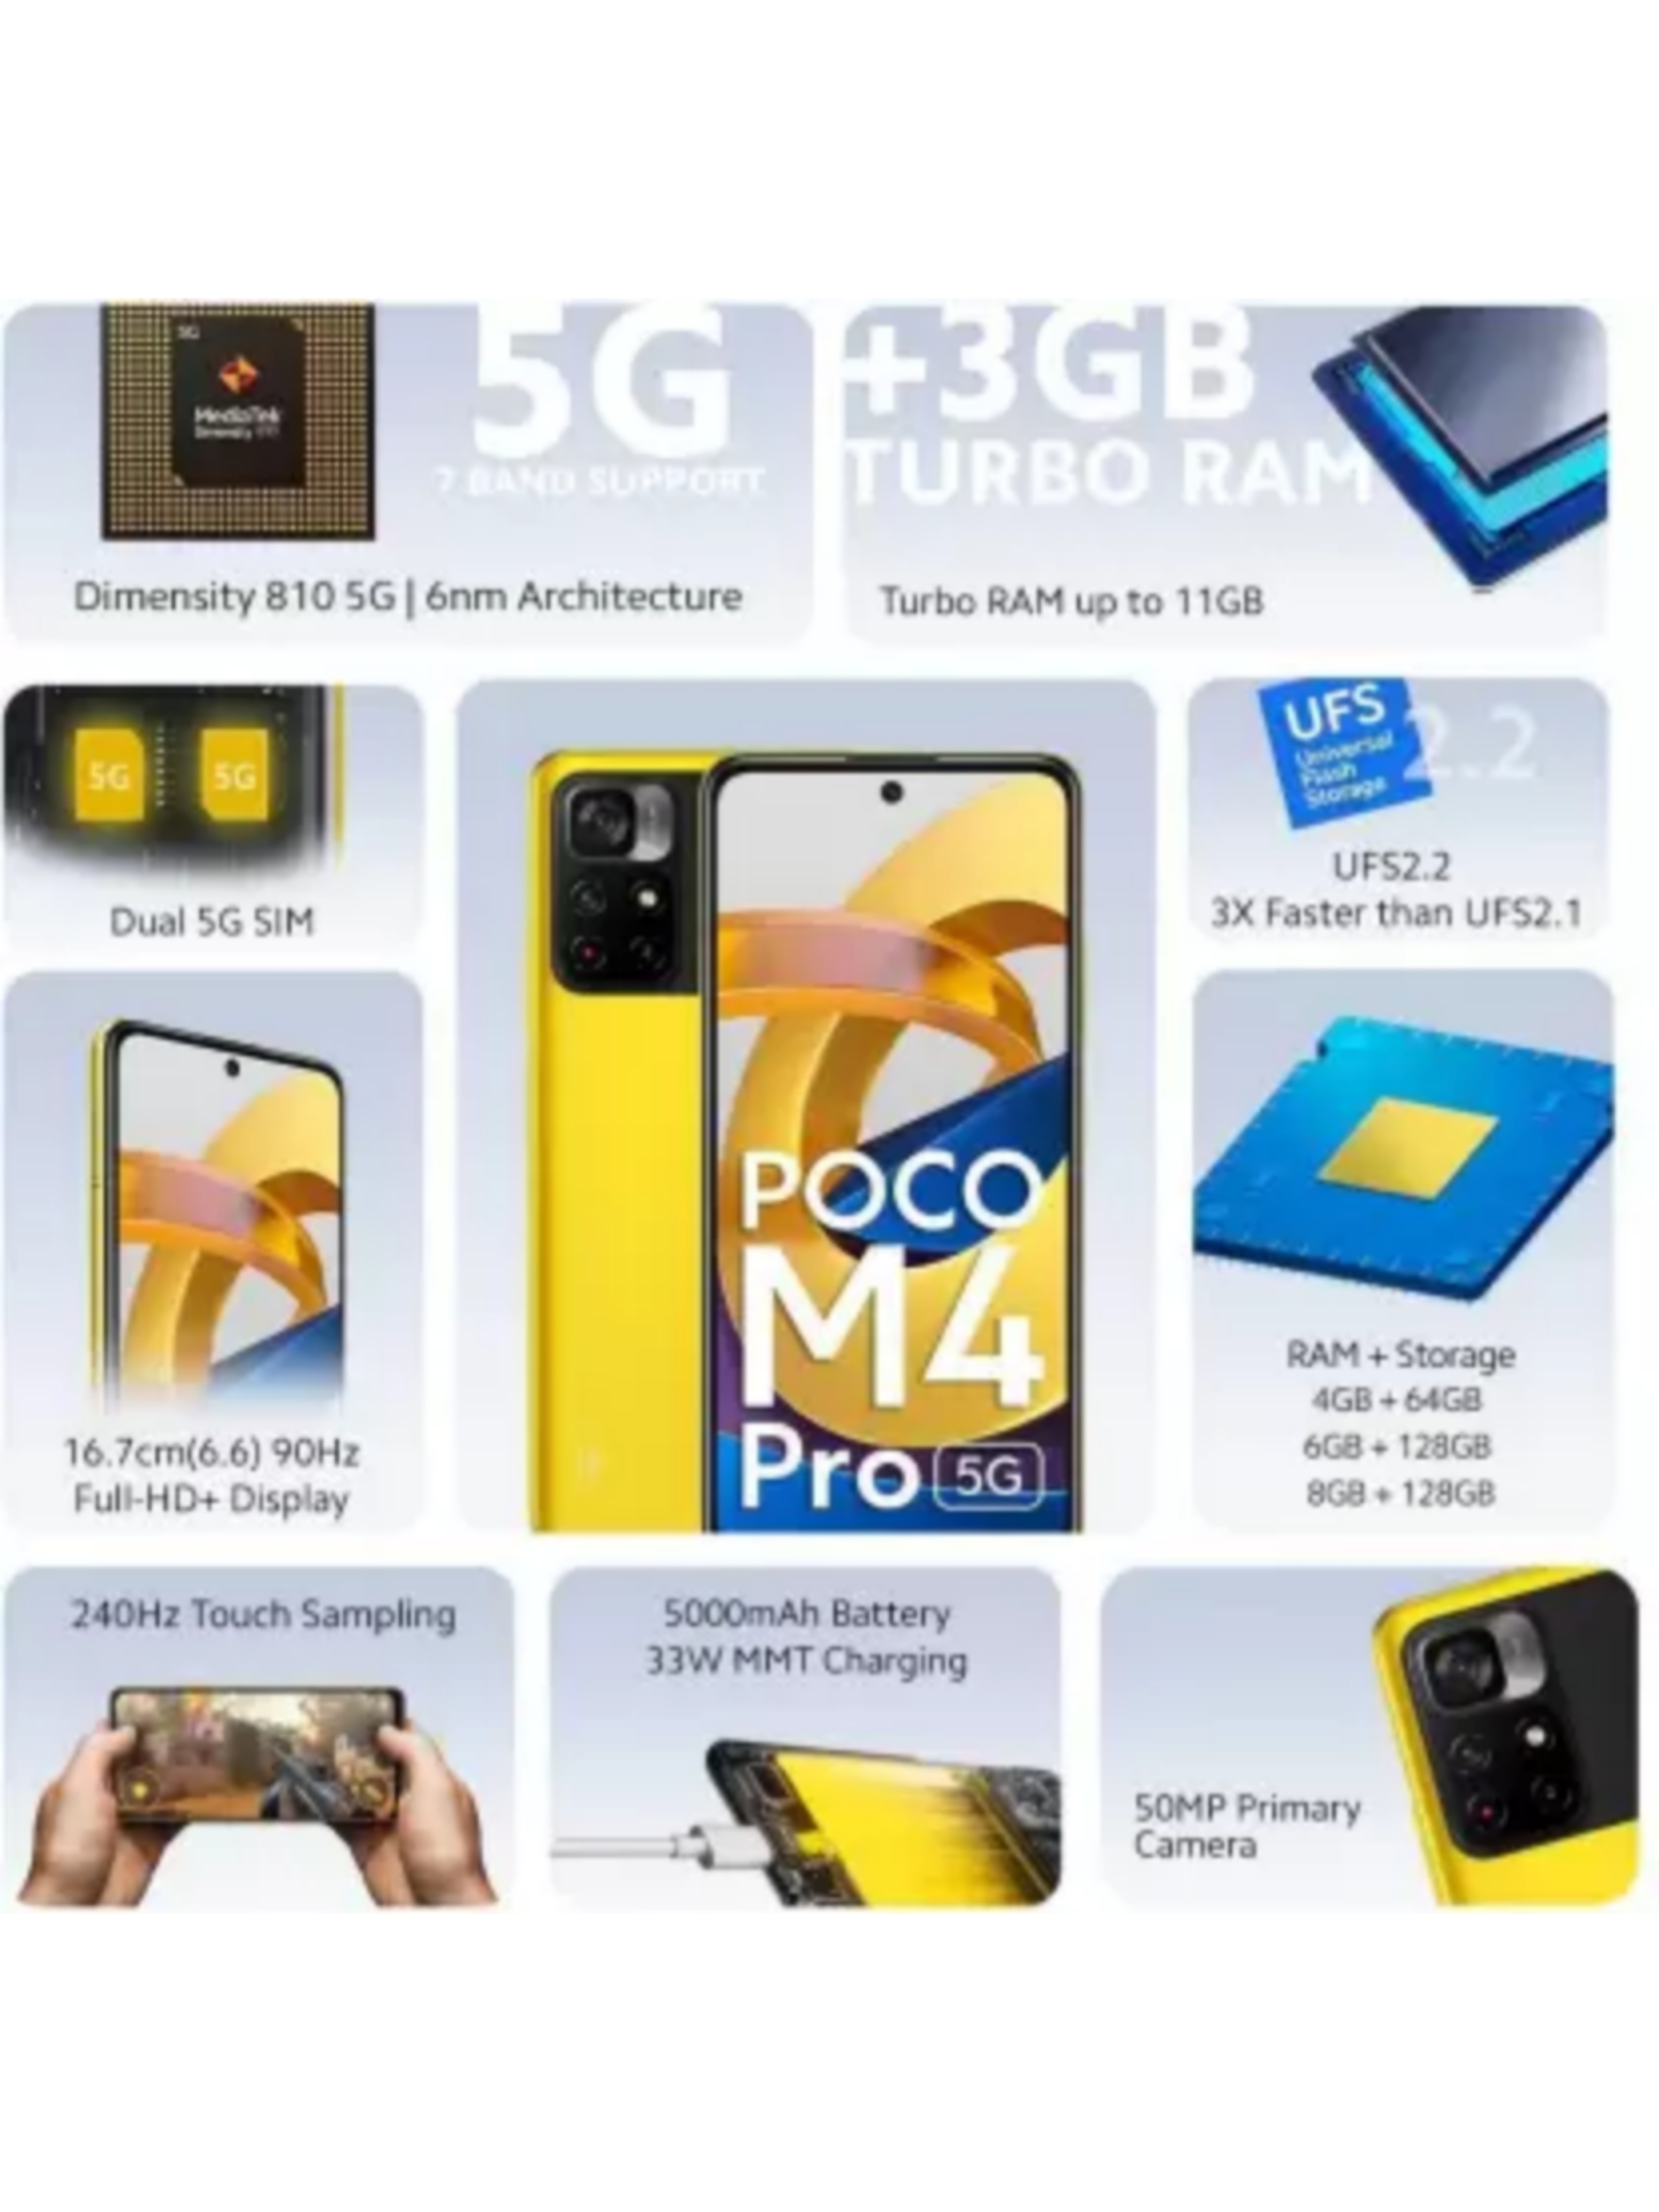 5G
MediaTek
Dimensity
5G
7 BAND SUPPORT
Dimensity 810 5G | 6nm Architecture
+3GB
TURBO RAM
Turbo RAM up to 11GB
5G
5G
Dual 5G SIM
UFS
Universal
Flash
Storage
2.2
UFS2.2
3X Faster than UFS2.1
POCO
M4
Pro 5G
16.7cm(6.6) 90Hz
Full-HD+ Display
RAM + Storage
4GB + 64GB
6GB + 128GB
8GB + 128GB
240Hz Touch Sampling
5000mAh Battery
33W MMT Charging
50MP Primary
Camera